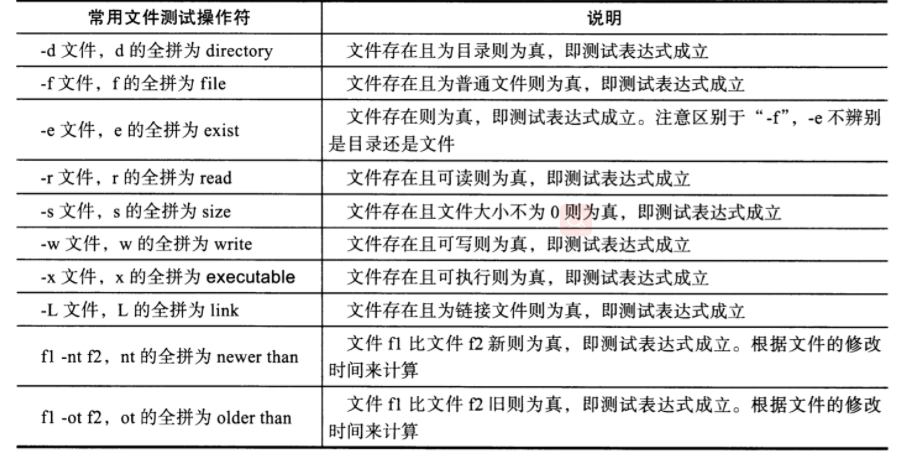 常用文件测试操作符 说明
-d 文件，d 的全拼为 directory 文件存在且为目录则为真，即测试表达式成立
-f 文件，f 的全拼为 file 文件存在且为普通文件则为真，即测试表达式成立
-e 文件，e 的全拼为 exist 文件存在则为真，即测试表达式成立。注意区别于“-f”，-e 不辨别
是目录还是文件
-r 文件，r 的全拼为 read 文件存在且可读则为真，即测试表达式成立
-s 文件，s 的全拼为 size 文件存在且文件大小不为 0 则为真，即测试表达式成立
-w 文件，w 的全拼为 write 文件存在且可写则为真，即测试表达式成立
-x 文件，x 的全拼为 executable 文件存在且可执行则为真，即测试表达式成立
-L 文件，L 的全拼为 link 文件存在且为链接文件则为真，即测试表达式成立
f1 -nt f2，nt 的全拼为 newer than 文件 f1 比文件 f2 新则为真，即测试表达式成立。根据文件的修改
时间来计算
f1 -ot f2，ot 的全拼为 older than 文件 f1 比文件 f2 旧则为真，即测试表达式成立。根据文件的修改
时间来计算